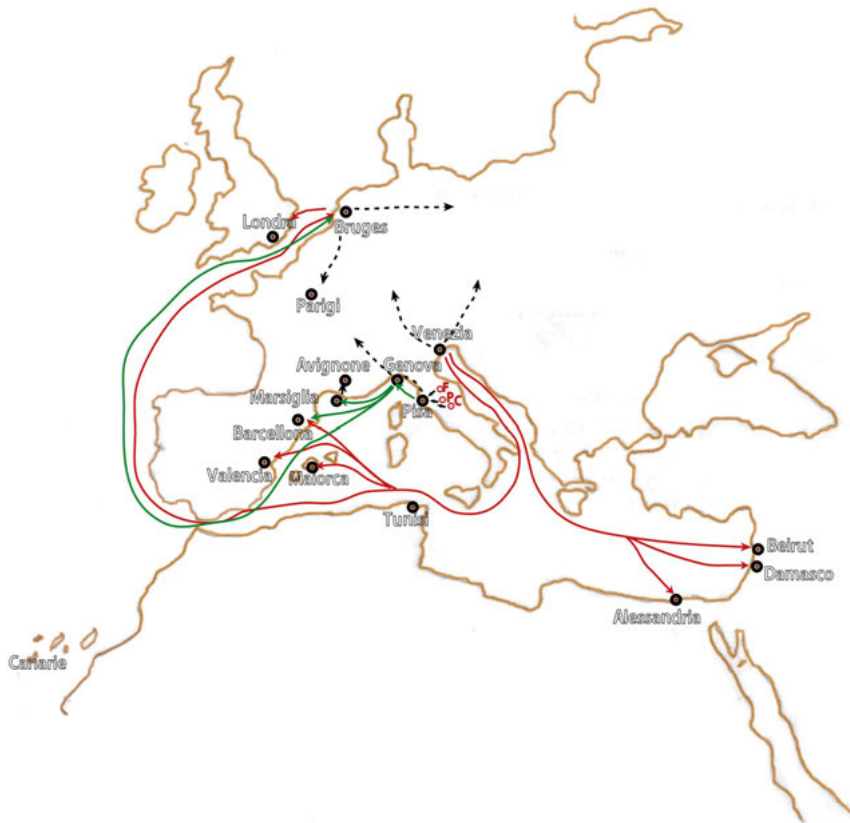 Londra
Bruges
Parigi
Venezia
Avignone
Genova
Marsiglia
Pisa
F
P C
Barcellona
Valencia
Maiorca
Tunisi
Beirut
Damasco
Alessandria
Canarie